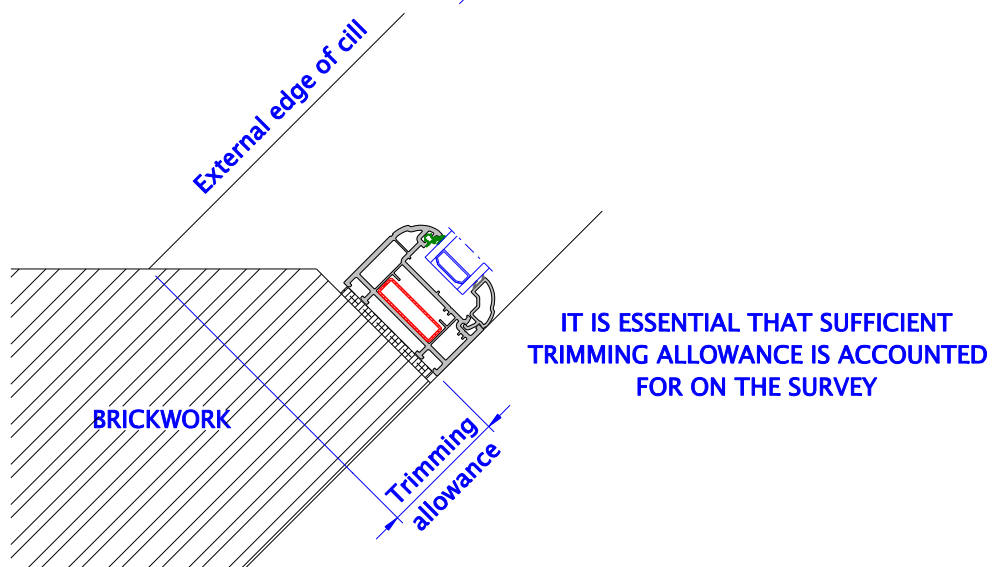 External edge of cill
IT IS ESSENTIAL THAT SUFFICIENT
TRIMMING ALLOWANCE IS ACCOUNTED
FOR ON THE SURVEY
BRICKWORK
Trimming
allowance